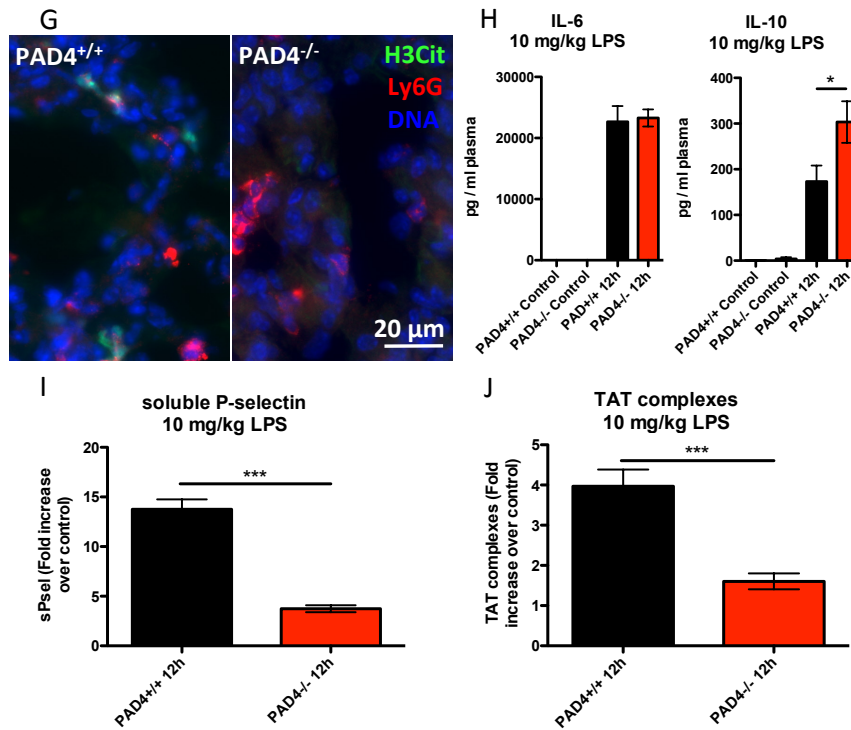 G
PAD4+/+
PAD4-/-
H3Cit
Ly6G
DNA
20 µm
H
IL-6
10 mg/kg LPS
pg / ml plasma
30000
20000
10000
0
PAD4+/+ Control
PAD4-/- Control
PAD+/+ 12h
PAD4-/- 12h
IL-10
10 mg/kg LPS
pg / ml plasma
400
300
200
100
0
*
PAD4+/+ Control
PAD4-/- Control
PAD4+/+ 12h
PAD4-/- 12h
I
soluble P-selectin
10 mg/kg LPS
sPsel (Fold increase
over control)
20
15
10
5
0
***
PAD4+/+ 12h
PAD4-/- 12h
J
TAT complexes
10 mg/kg LPS
TAT complexes (Fold
increase over control)
5
4
3
2
1
0
***
PAD4+/+ 12h
PAD4-/- 12h